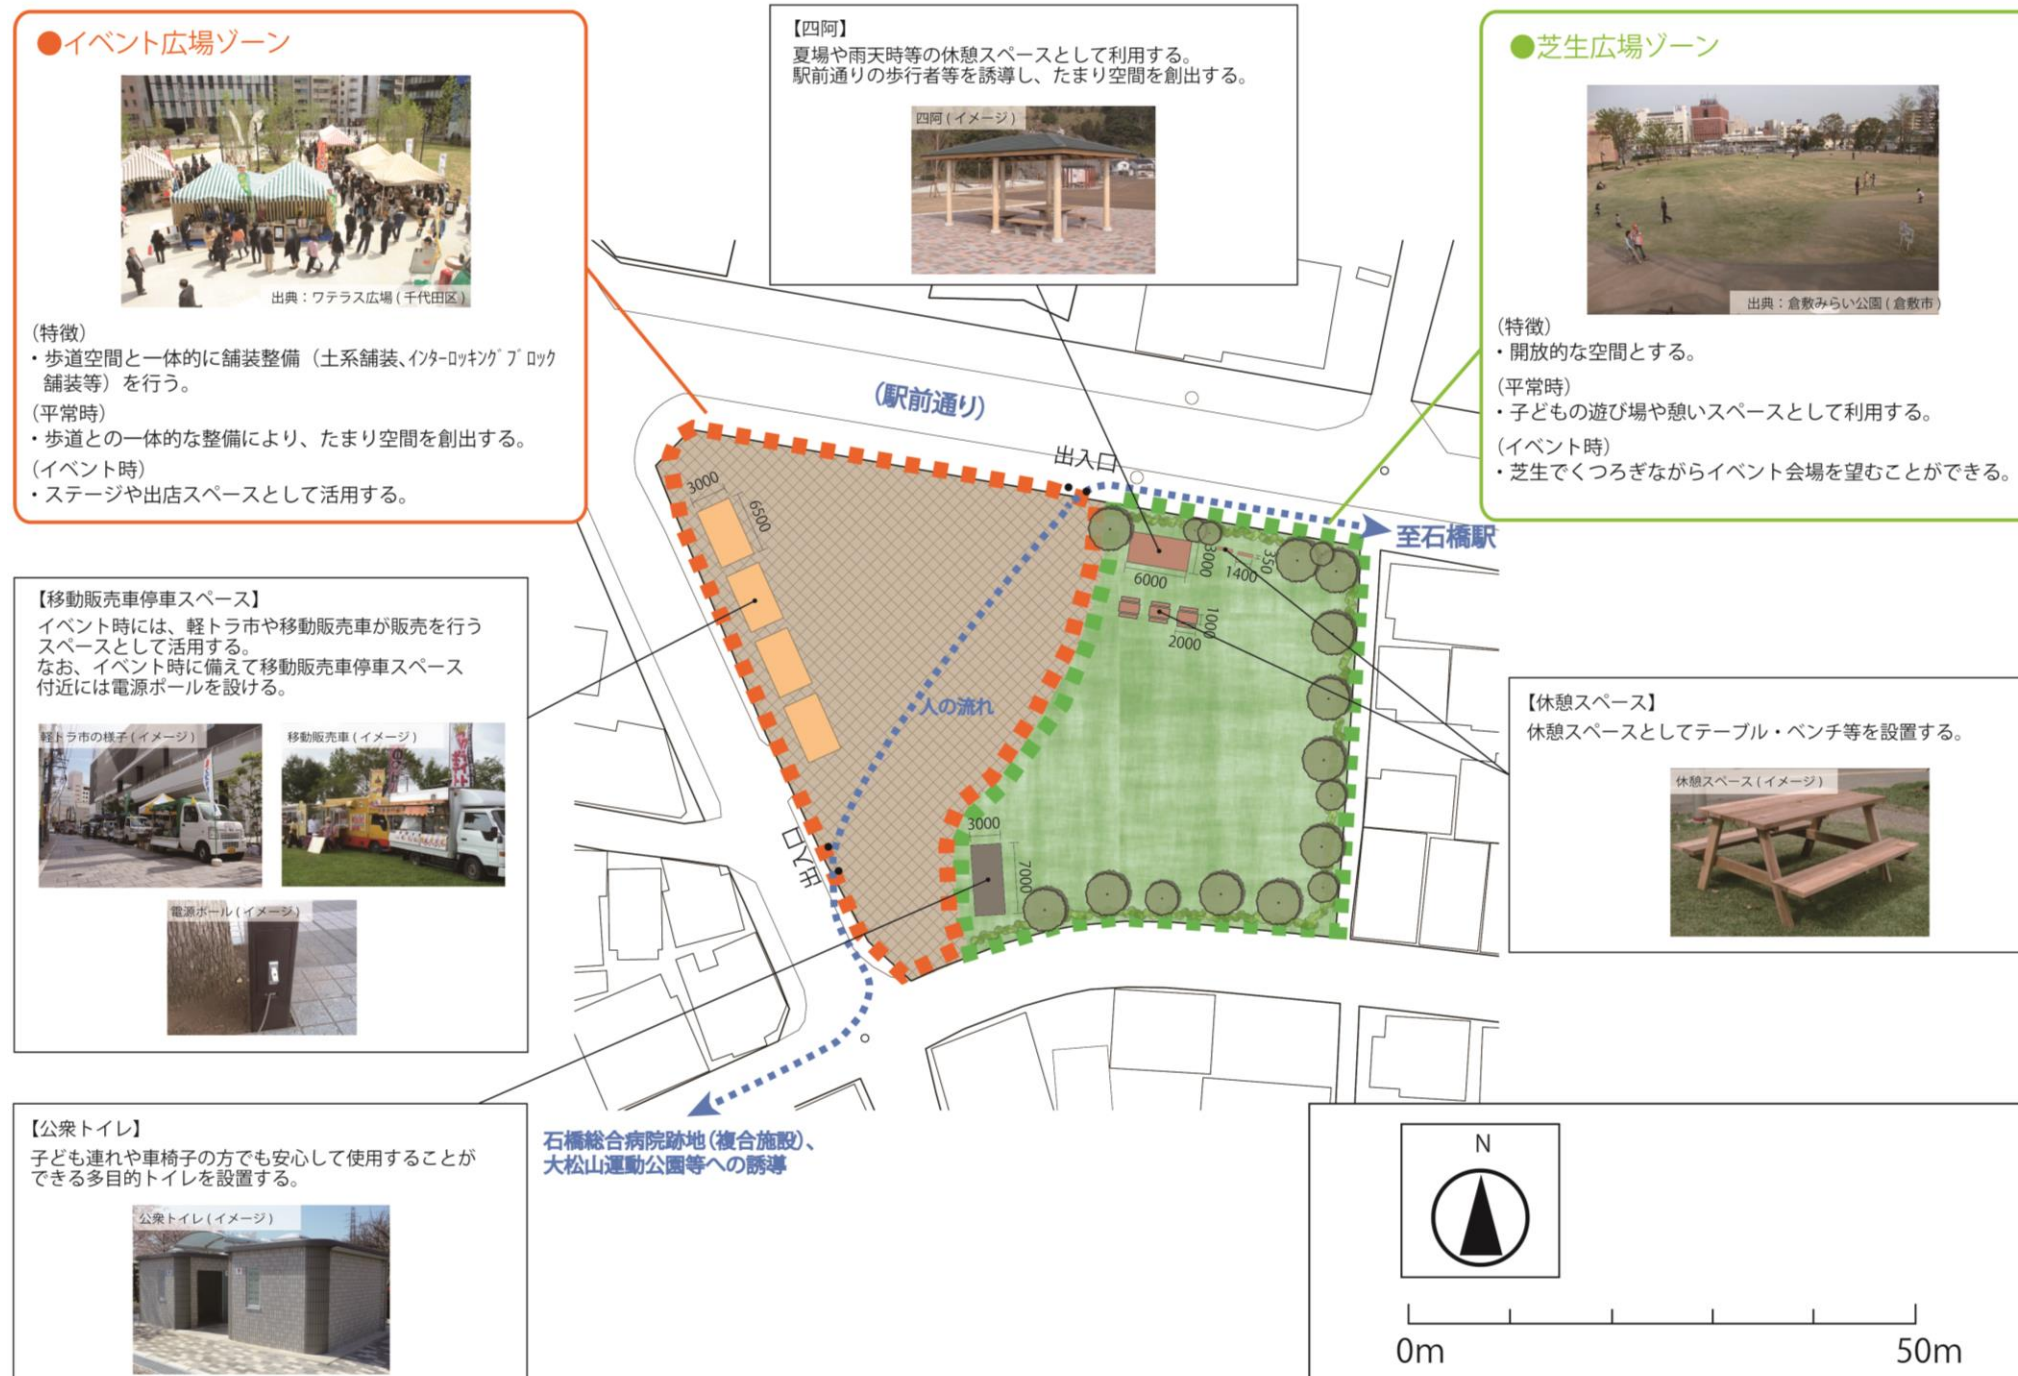 ●イベント広場ゾーン
出典：ワテラス広場(千代田区)
(特徴)
・歩道空間と一体的に舗装整備（土系舗装、ｲﾝﾀｰﾛｯｷﾝｸﾞﾌﾞﾛｯｸ
舗装等）を行う。
(平常時)
・歩道との一体的な整備により、たまり空間を創出する。
(イベント時)
・ステージや出店スペースとして活用する。
【四阿】
夏場や雨天時等の休憩スペースとして利用する。
駅前通りの歩行者等を誘導し、たまり空間を創出する。
四阿(イメージ)
●芝生広場ゾーン
出典：倉敷みらい公園(倉敷市)
(特徴)
・開放的な空間とする。
(平常時)
・子どもの遊び場や憩いスペースとして利用する。
(イベント時)
・芝生でくつろぎながらイベント会場を望むことができる。
(駅前通り)
出入口
至石橋駅
3000
6500
6000
3000
1400
350
1000
2000
人の流れ
3000
7000
出入口
【移動販売車停車スペース】
イベント時には、軽トラ市や移動販売車が販売を行う
スペースとして活用する。
なお、イベント時に備えて移動販売車停車スペース
付近には電源ポールを設ける。
軽トラ市の様子(イメージ)
移動販売車(イメージ)
電源ポール(イメージ)
【休憩スペース】
休憩スペースとしてテーブル・ベンチ等を設置する。
休憩スペース(イメージ)
【公衆トイレ】
子ども連れや車椅子の方でも安心して使用することが
できる多目的トイレを設置する。
公衆トイレ(イメージ)
石橋総合病院跡地(複合施設)、
大松山運動公園等への誘導
N
0m
50m